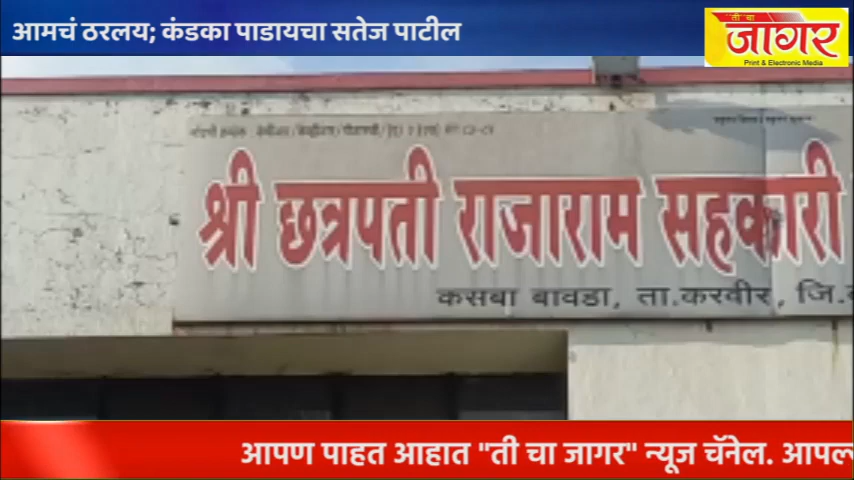 आमचं ठरलय; कंडका पाडायचा सतेज पाटील
ती चा
जागर
Print & Electronic Media
श्री छत्रपती राजाराम सहकारी
कसबा बावडा, ता.करवीर, जि.
आपण पाहत आहात "ती चा जागर" न्यूज चॅनेल. आपल्